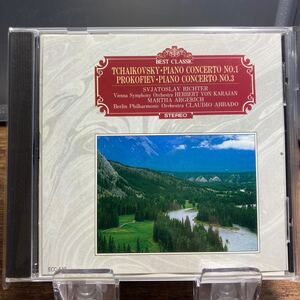 BEST CLASSIC
TCHAIKOVSKY·PIANO CONCERTO NO.1
PROKOFIEV·PIANO CONCERTO NO.3
SVJATOSLAV RICHTER
Vienna Symphony Orchestra HERBERT VON KARAJAN
MARTHA ARGERICH
Berlin Philharmonic Orchestra CLAUDIO ABBADO
STEREO